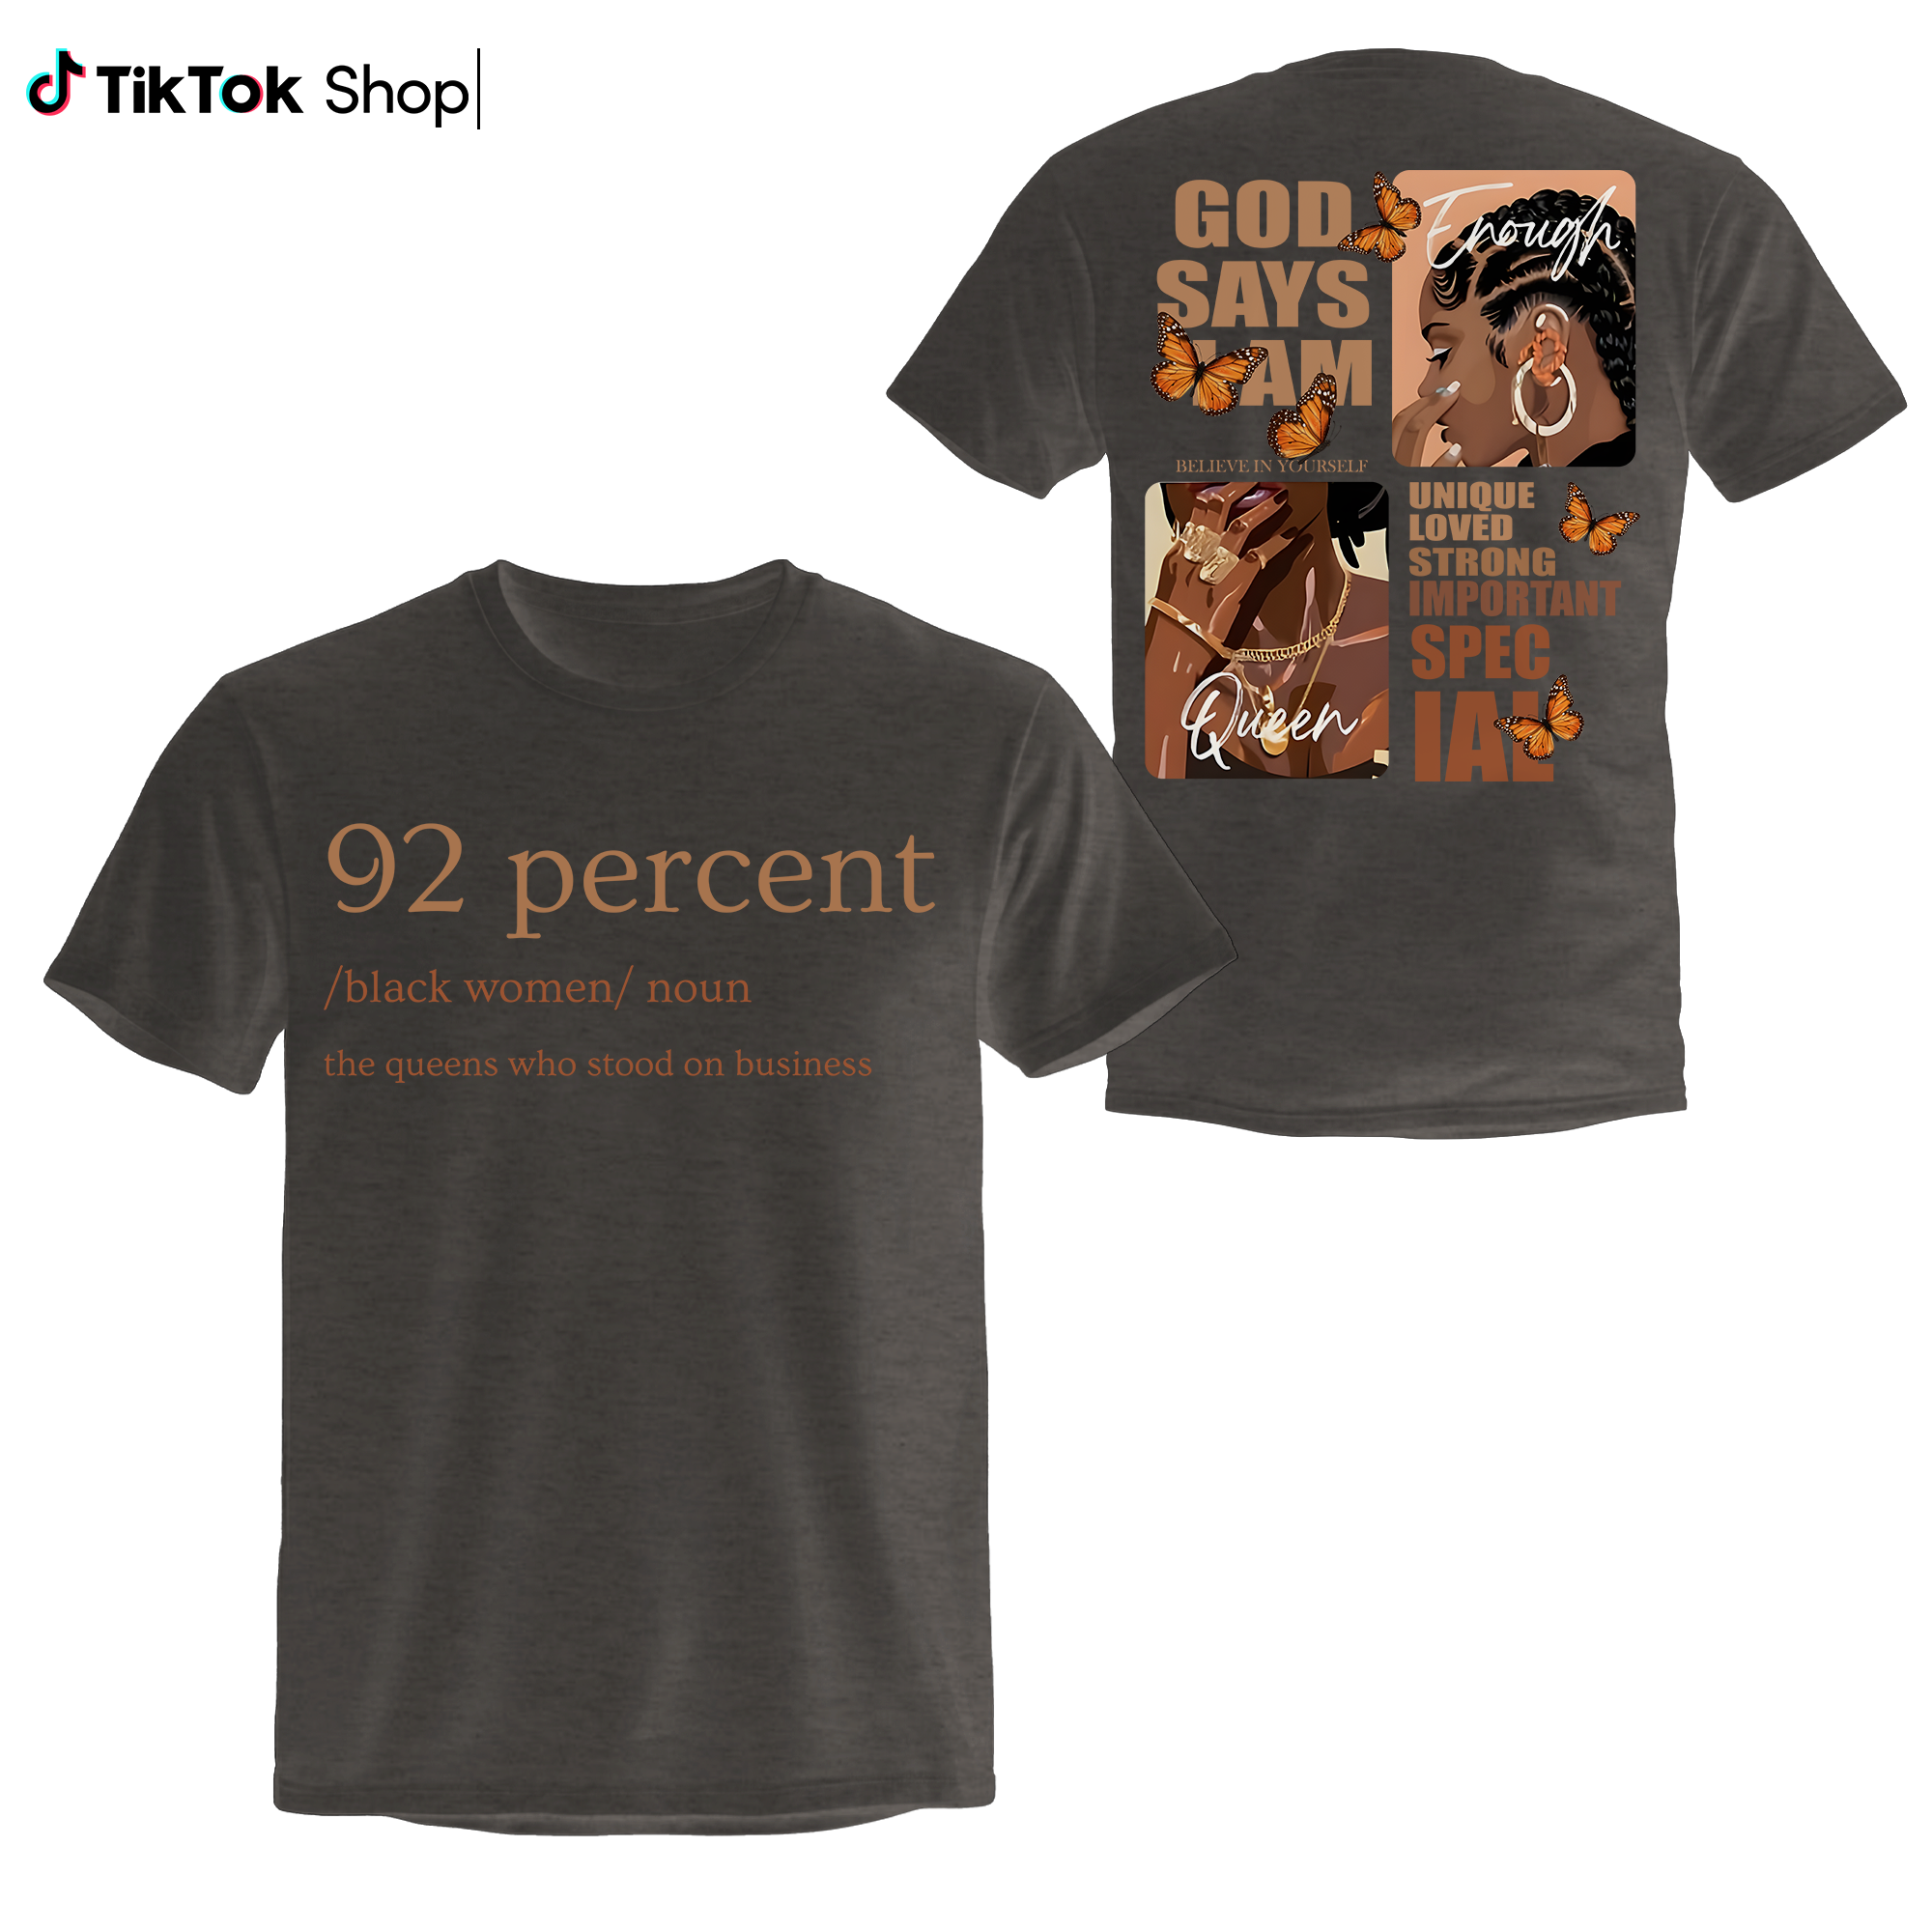 TikTok Shop
GOD
SAYS
I AM
BELIEVE IN YOURSELF
Enough
Queen
UNIQUE
LOVED
STRONG
IMPORTANT
SPEC
IAL
92 percent
/black women/ noun
the queens who stood on business